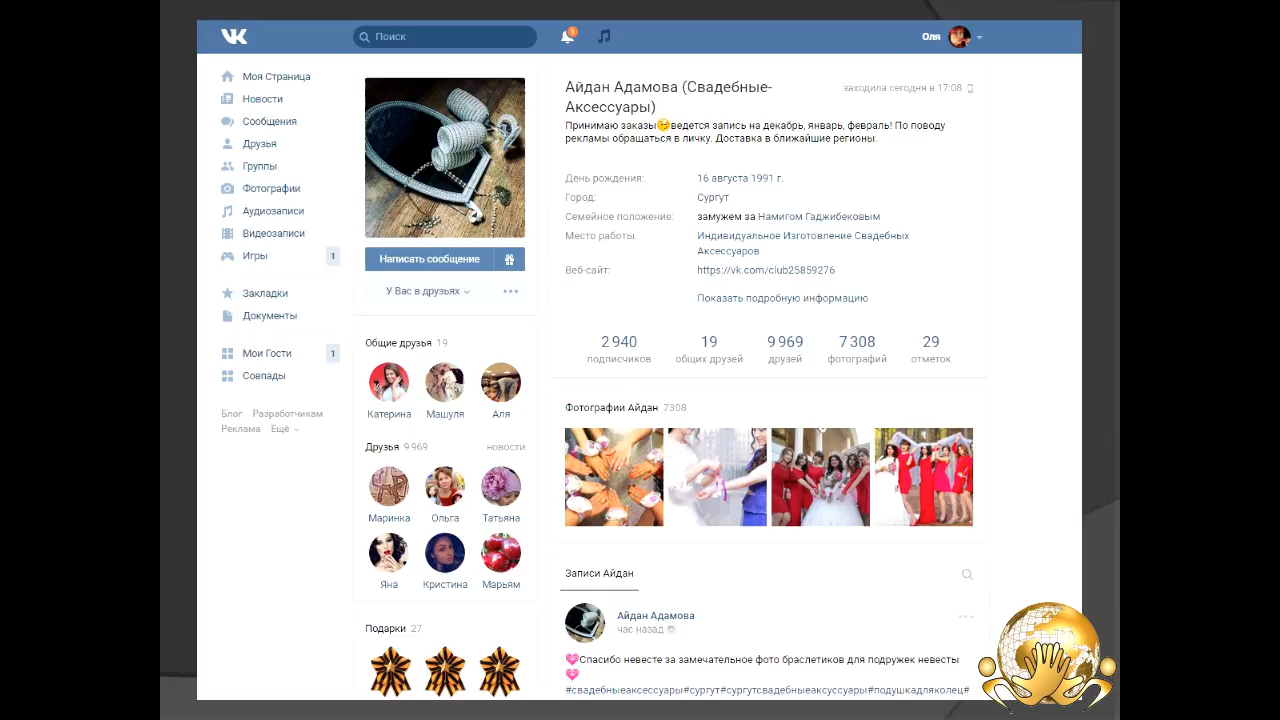 Поиск
1
Оля
Моя Страница
Новости
Сообщения
Друзья
Группы
Фотографии
Аудиозаписи
Видеозаписи
Игры 1
Закладки
Документы
Мои Гости 1
Совпады
Блог Разработчикам
Реклама Ещё
Написать сообщение
У Вас в друзьях
Общие друзья 19
Катерина Машуля Аля
Друзья 9 969 новости
Маринка Ольга Татьяна
Яна Кристина Марьям
Подарки 27
Айдан Адамова (Свадебные-
Аксессуары)
заходила сегодня в 17:08
Принимаю заказы😏ведется запись на декабрь, январь, февраль! По поводу
рекламы обращаться в личку. Доставка в ближайшие регионы.
День рождения: 16 августа 1991 г.
Город: Сургут
Семейное положение: замужем за Намигом Гаджибековым
Место работы: Индивидуальное Изготовление Свадебных
Аксессуаров
Веб-сайт: https://vk.com/club25859276
Показать подробную информацию
2 940 19 9 969 7 308 29
подписчиков общих друзей друзей фотографий отметок
Фотографии Айдан 7308
Записи Айдан
Айдан Адамова
час назад
💖Спасибо невесте за замечательное фото браслетиков для подружек невесты
💖
#свадебныеаксессуары#сургут#сургутсвадебныеаксуссуары#подушкадляколец#